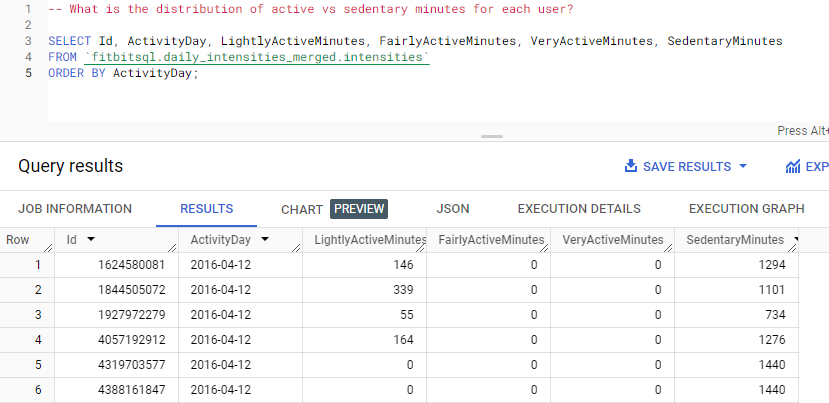 1 -- What is the distribution of active vs sedentary minutes for each user?
2
3 SELECT Id, ActivityDay, LightlyActiveMinutes, FairlyActiveMinutes, VeryActiveMinutes, SedentaryMinutes
4 FROM `fitbitsql.daily_intensities_merged.intensities`
5 ORDER BY ActivityDay;
Press Alt+
Query results SAVE RESULTS EXP
JOB INFORMATION RESULTS CHART PREVIEW JSON EXECUTION DETAILS EXECUTION GRAPH
Row Id ActivityDay LightlyActiveMinutes FairlyActiveMinutes VeryActiveMinutes SedentaryMinutes
1 1624580081 2016-04-12 146 0 0 1294
2 1844505072 2016-04-12 339 0 0 1101
3 1927972279 2016-04-12 55 0 0 734
4 4057192912 2016-04-12 164 0 0 1276
5 4319703577 2016-04-12 0 0 0 1440
6 4388161847 2016-04-12 0 0 0 1440